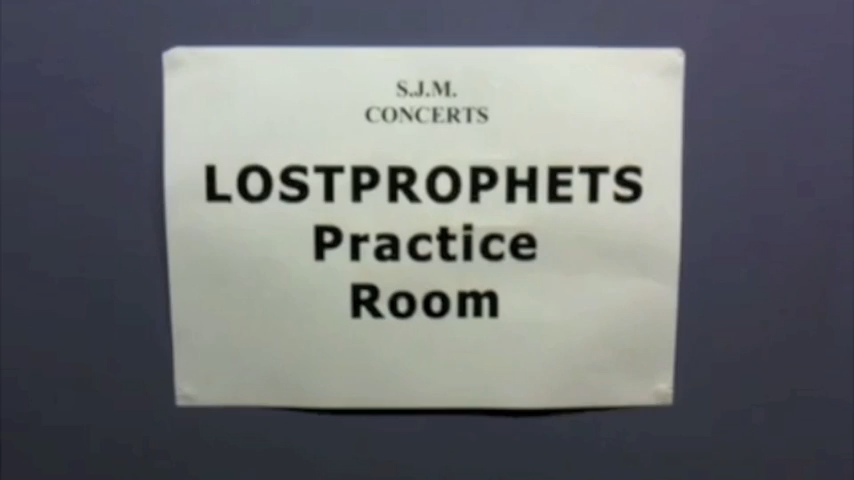 S.J.M.
CONCERTS
LOSTPROPHETS
Practice
Room